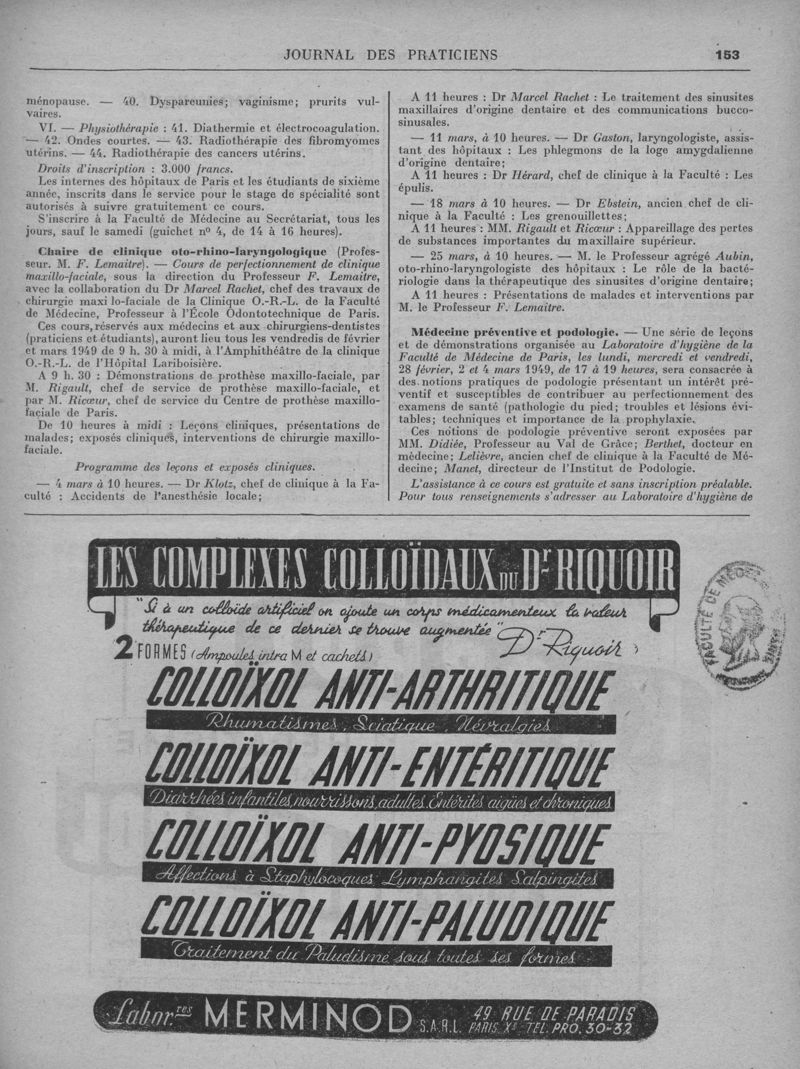 JOURNAL DES PRATICIENS
153
ménopause. — 40. Dyspareunies; vaginisme; prurits vul-
vaires.
VI. — Physiothérapie : 41. Diathermie et électrocoagulation.
— 42. Ondes courtes. — 43. Radiothérapie des fibromyomes
utérins. — 44. Radiothérapie des cancers utérins.
Droits d'inscription : 3.000 francs.
Les internes des hôpitaux de Paris et les étudiants de sixième
année, inscrits dans le service pour le stage de spécialité sont
autorisés à suivre gratuitement ce cours.
S'inscrire à la Faculté de Médecine au Secrétariat, tous les
jours, sauf le samedi (guichet nº 4, de 14 à 16 heures).
Chaire de clinique oto-rhino-laryngologique (Profes-
seur. M. F. Lemaitre). — Cours de perfectionnement de clinique
maxillo-faciale, sous la direction du Professeur F. Lemaitre,
avec la collaboration du Dr Marcel Rachet, chef des travaux de
chirurgie maxi lo-faciale de la Clinique O.-R.-L. de la Faculté
de Médecine, Professeur à l'École Odontotechnique de Paris.
Ces cours, réservés aux médecins et aux chirurgiens-dentistes
(praticiens et étudiants), auront lieu tous les vendredis de février
et mars 1949 de 9 h. 30 à midi, à l'Amphithéâtre de la clinique
O.-R.-L. de l'Hôpital Lariboisière.
A 9 h. 30 : Démonstrations de prothèse maxillo-faciale, par
M. Rigault, chef de service de prothèse maxillo-faciale, et
par M. Ricœur, chef de service du Centre de prothèse maxillo-
faciale de Paris.
De 10 heures à midi : Leçons cliniques, présentations de
malades; exposés cliniques, interventions de chirurgie maxillo-
faciale.
Programme des leçons et exposés cliniques.
— 4 mars à 10 heures. — Dr Klotz, chef de clinique à la Fa-
culté : Accidents de l'anesthésie locale;
A 11 heures : Dr Marcel Rachet : Le traitement des sinusites
maxillaires d'origine dentaire et des communications bucco-
sinusales.
— 11 mars, à 10 heures. — Dr Gaston, laryngologiste, assis-
tant des hôpitaux : Les phlegmons de la loge amygdalienne
d'origine dentaire;
A 11 heures : Dr Hérard, chef de clinique à la Faculté : Les
épulis.
— 18 mars à 10 heures. — Dr Ebstein, ancien chef de cli-
nique à la Faculté : Les grenouillettes;
A 11 heures : MM. Rigault et Ricœur : Appareillage des pertes
de substances importantes du maxillaire supérieur.
— 25 mars, à 10 heures. — M. le Professeur agrégé Aubin,
oto-rhino-laryngologiste des hôpitaux : Le rôle de la bacté-
riologie dans la thérapeutique des sinusites d'origine dentaire;
A 11 heures : Présentations de malades et interventions par
M. le Professeur F. Lemaître.
Médecine préventive et podologie. — Une série de leçons
et de démonstrations organisée au Laboratoire d'hygiène de la
Faculté de Médecine de Paris, les lundi, mercredi et vendredi,
28 février, 2 et 4 mars 1949, de 17 à 19 heures, sera consacrée à
des notions pratiques de podologie présentant un intérêt pré-
ventif et susceptibles de contribuer au perfectionnement des
examens de santé (pathologie du pied; troubles et lésions évi-
tables; techniques et importance de la prophylaxie.
Ces notions de podologie préventive seront exposées par
MM. Didiée, Professeur au Val de Grâce; Berthet, docteur en
médecine; Lelièvre, ancien chef de clinique à la Faculté de Mé-
decine; Manet, directeur de l'Institut de Podologie.
L'assistance à ce cours est gratuite et sans inscription préalable.
Pour tous renseignements s'adresser au Laboratoire d'hygiène de
LES COMPLEXES COLLOÏDAUX DU Dr RIQUOIR
"Si à un colloïde artificiel on ajoute un corps médicamenteux la valeur
thérapeutique de ce dernier se trouve augmentée" Dr Riquoir
2 FORMES (Ampoules intra M et cachets)
COLLOÏXOL ANTI-ARTHRITIQUE
Rhumatismes, Sciatique, Névralgies
COLLOÏXOL ANTI-ENTÉRITIQUE
Diarrhées infantiles, nourrissons, adultes, Entérites aigües et chroniques
COLLOÏXOL ANTI-PYOSIQUE
Affections à Staphylocoques Lymphangites Salpingites
COLLOÏXOL ANTI-PALUDIQUE
Traitement du Paludisme sous toutes ses formes
Labor.res MERMINOD S.A.R.L. 49 RUE DE PARADIS
PARIS Xe TEL. PRO. 30-32
FACULTÉ DE MÉDE